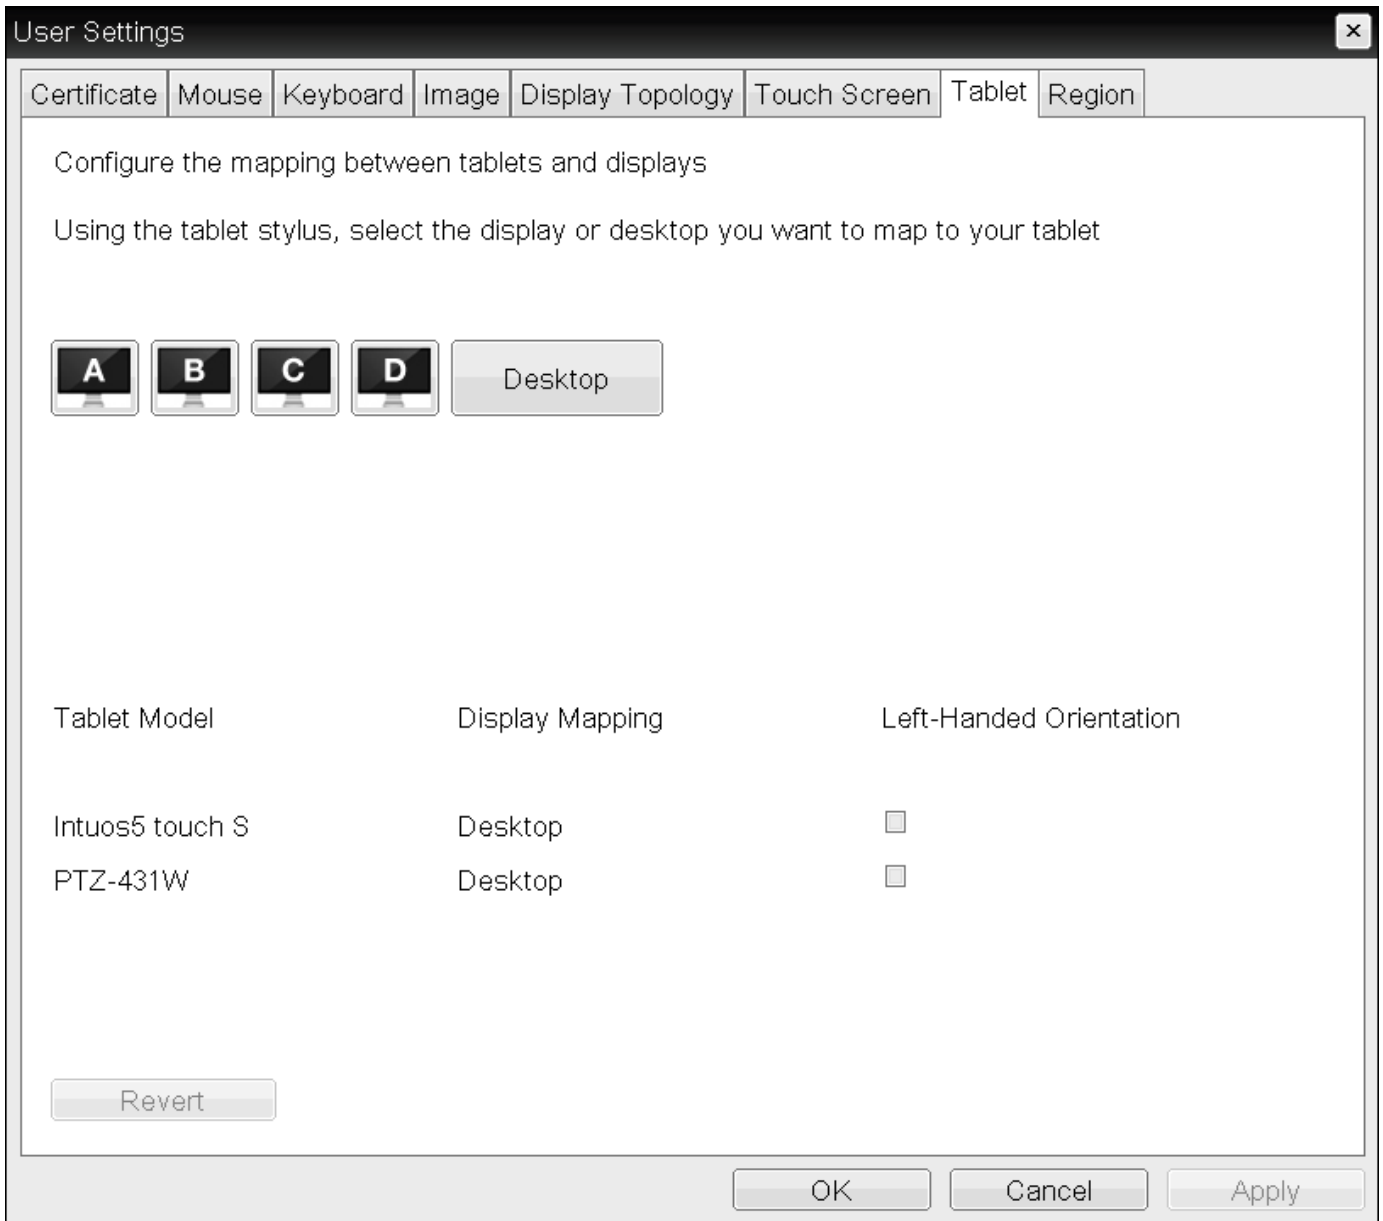 User Settings
Certificate Mouse Keyboard Image Display Topology Touch Screen Tablet Region
Configure the mapping between tablets and displays
Using the tablet stylus, select the display or desktop you want to map to your tablet
A B C D Desktop
Tablet Model Display Mapping Left-Handed Orientation
Intuos5 touch S Desktop
PTZ-431W Desktop
Revert
OK Cancel Apply